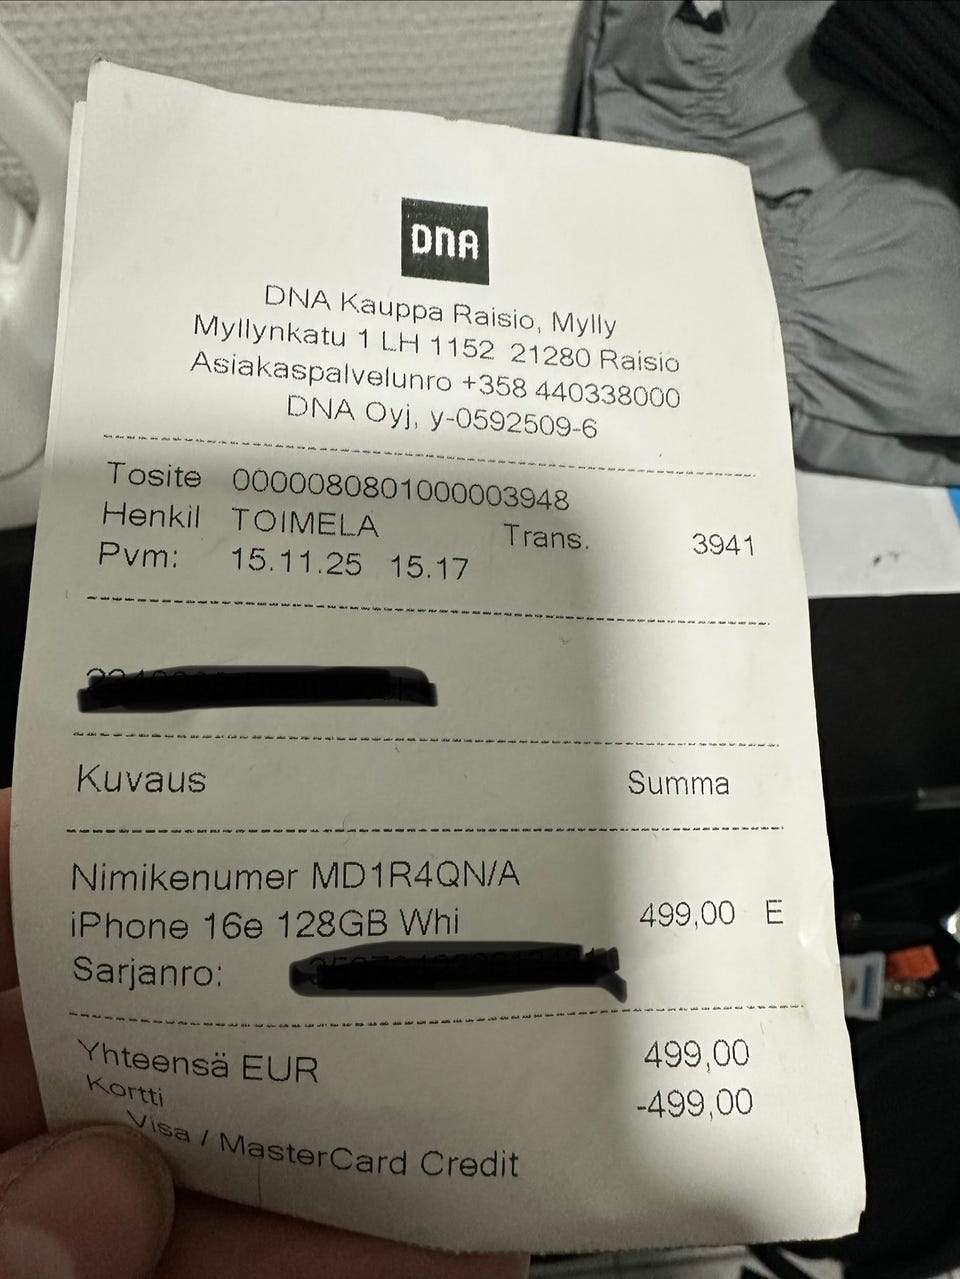 DNA
DNA Kauppa Raisio, Mylly
Myllynkatu 1 LH 1152 21280 Raisio
Asiakaspalvelunro +358 440338000
DNA Oyj, y-0592509-6
Tosite 0000080801000003948
Henkil TOIMELA Trans. 3941
Pvm: 15.11.25 15.17
Kuvaus Summa
Nimikenumer MD1R4QN/A
iPhone 16e 128GB Whi 499,00 E
Sarjanro:
Yhteensä EUR 499,00
Kortti -499,00
Visa / MasterCard Credit